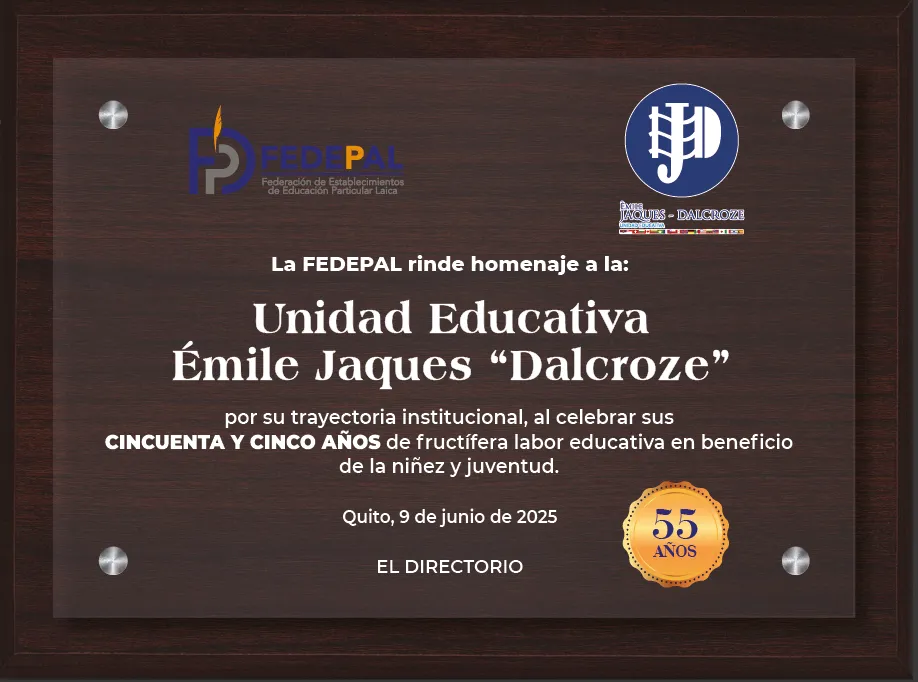 FEDEPAL
Federación de Establecimientos
de Educación Particular Laica
ÉMILE
JAQUES - DALCROZE
UNIDAD EDUCATIVA
La FEDEPAL rinde homenaje a la:
Unidad Educativa
Émile Jaques “Dalcroze”
por su trayectoria institucional, al celebrar sus
CINCUENTA Y CINCO AÑOS de fructífera labor educativa en beneficio
de la niñez y juventud.
Quito, 9 de junio de 2025
55
AÑOS
EL DIRECTORIO